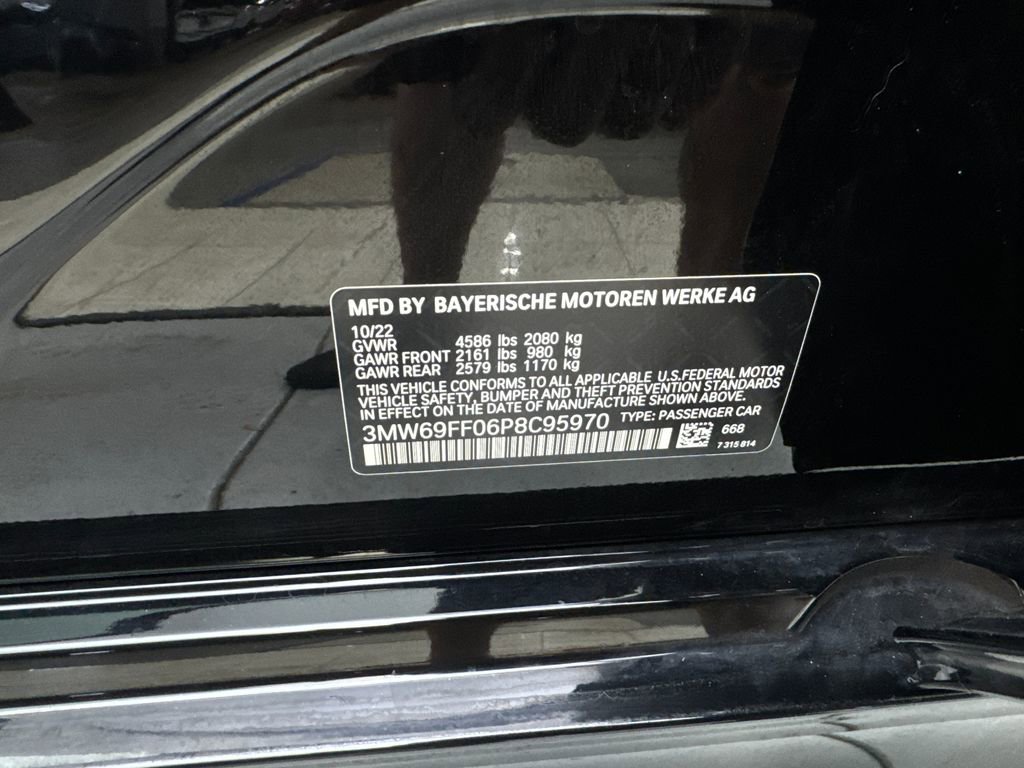 MFD BY BAYERISCHE MOTOREN WERKE AG
10/22
GVWR 4586 lbs 2080 kg
GAWR FRONT 2161 lbs 980 kg
GAWR REAR 2579 lbs 1170 kg
THIS VEHICLE CONFORMS TO ALL APPLICABLE U.S.FEDERAL MOTOR
VEHICLE SAFETY, BUMPER AND THEFT PREVENTION STANDARDS
IN EFFECT ON THE DATE OF MANUFACTURE SHOWN ABOVE.
3MW69FF06P8C95970 TYPE: PASSENGER CAR
668
7 315 814